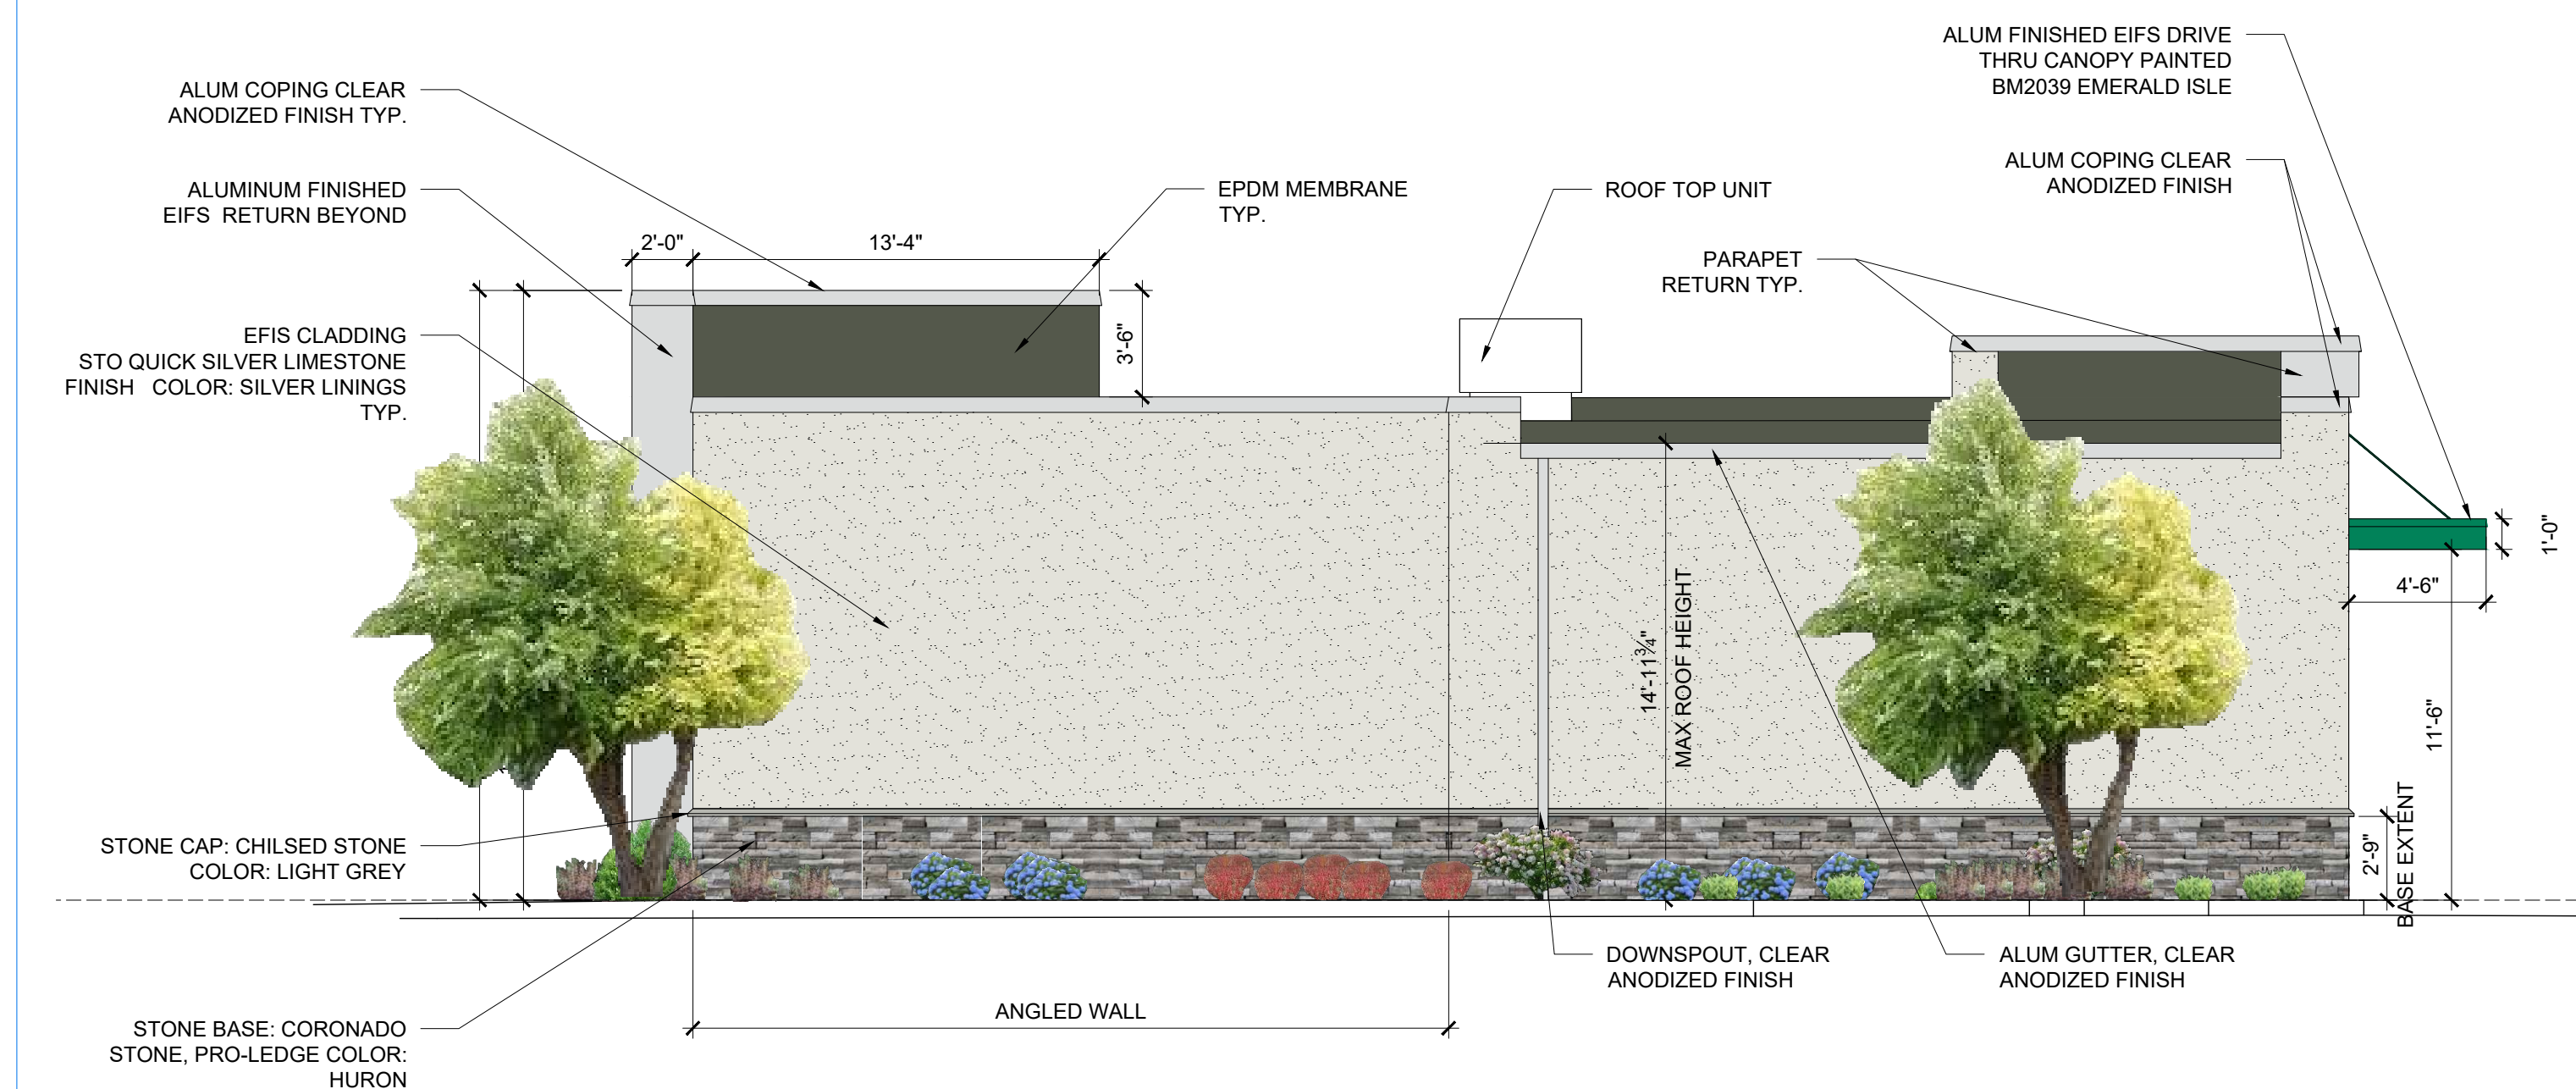 ALUM FINISHED EIFS DRIVE
THRU CANOPY PAINTED
BM2039 EMERALD ISLE
ALUM COPING CLEAR
ANODIZED FINISH TYP.
ALUMINUM FINISHED
EIFS RETURN BEYOND
EPDM MEMBRANE
TYP.
ROOF TOP UNIT
ALUM COPING CLEAR
ANODIZED FINISH
2'-0"
13'-4"
PARAPET
RETURN TYP.
3'-6"
EFIS CLADDING
STO QUICK SILVER LIMESTONE
FINISH COLOR: SILVER LININGS
TYP.
1'-0"
4'-6"
14'-11¾"
MAX ROOF HEIGHT
11'-6"
2'-9"
BASE EXTENT
STONE CAP: CHILSED STONE
COLOR: LIGHT GREY
DOWNSPOUT, CLEAR
ANODIZED FINISH
ALUM GUTTER, CLEAR
ANODIZED FINISH
ANGLED WALL
STONE BASE: CORONADO
STONE, PRO-LEDGE COLOR:
HURON